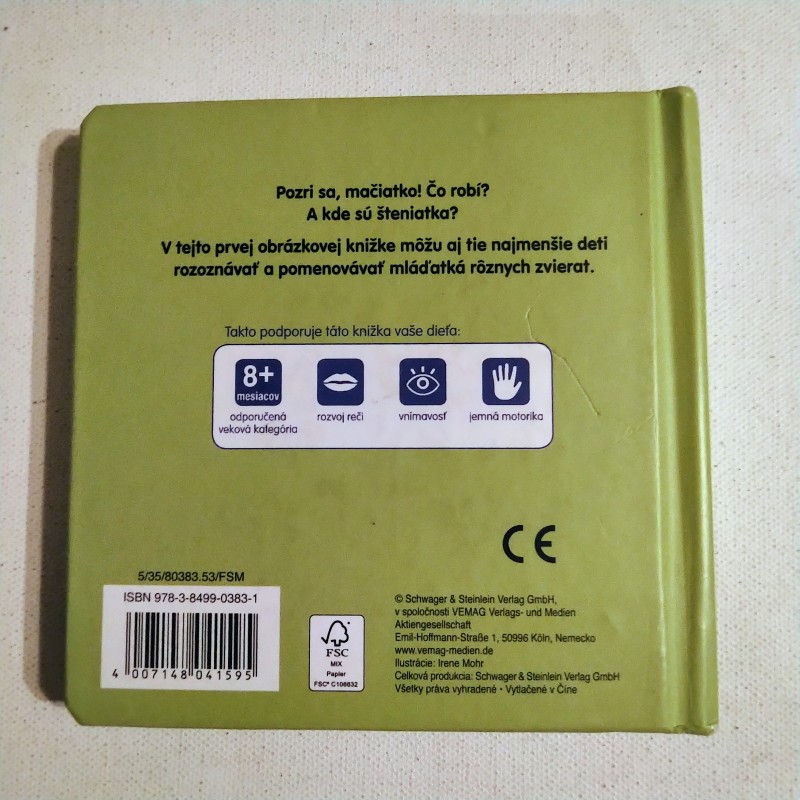 Pozri sa, mačiatko! Čo robí?
A kde sú šteniatka?
V tejto prvej obrázkovej knižke môžu aj tie najmenšie deti
rozoznávať a pomenovávať mláďatká rôznych zvierat.
Takto podporuje táto knižka vaše dieťa:
8+
mesiacov
odporučená
veková kategória
rozvoj reči
vnímavosť
jemná motorika
CE
5/35/80383.53/FSM
ISBN 978-3-8499-0383-1
4 007148 041595
FSC
MIX
Papier
FSC® C106632
© Schwager & Steinlein Verlag GmbH,
v spoločnosti VEMAG Verlags- und Medien
Aktiengesellschaft
Emil-Hoffmann-Straße 1, 50996 Köln, Nemecko
www.vemag-medien.de
Ilustrácie: Irene Mohr
Celková produkcia: Schwager & Steinlein Verlag GmbH
Všetky práva vyhradené • Vytlačené v Číne